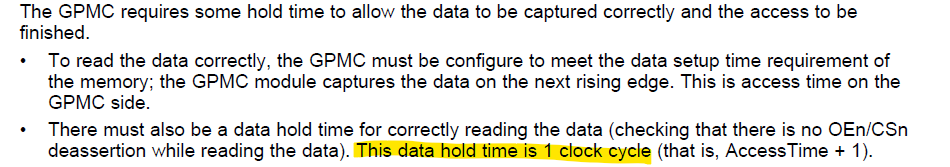 The GPMC requires some hold time to allow the data to be captured correctly and the access to be
finished.
• To read the data correctly, the GPMC must be configure to meet the data setup time requirement of
the memory; the GPMC module captures the data on the next rising edge. This is access time on the
GPMC side.
• There must also be a data hold time for correctly reading the data (checking that there is no OEn/CSn
deassertion while reading the data). This data hold time is 1 clock cycle (that is, AccessTime + 1).